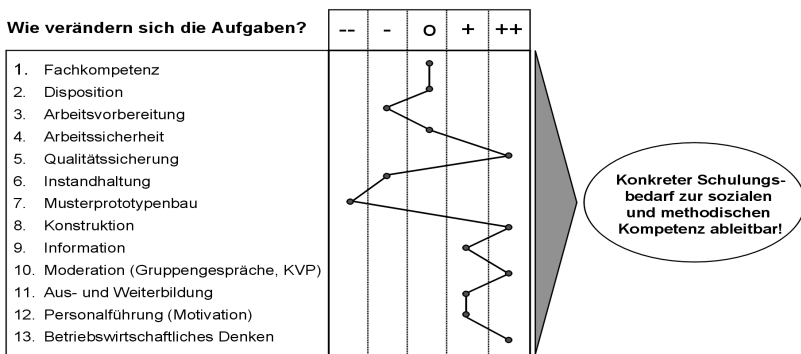 Wie verändern sich die Aufgaben? -- - o + ++
1. Fachkompetenz
2. Disposition
3. Arbeitsvorbereitung
4. Arbeitssicherheit
5. Qualitätssicherung
6. Instandhaltung
7. Musterprototypenbau
8. Konstruktion
9. Information
10. Moderation (Gruppengespräche, KVP)
11. Aus- und Weiterbildung
12. Personalführung (Motivation)
13. Betriebswirtschaftliches Denken
Konkreter Schulungs-
bedarf zur sozialen
und methodischen
Kompetenz ableitbar!